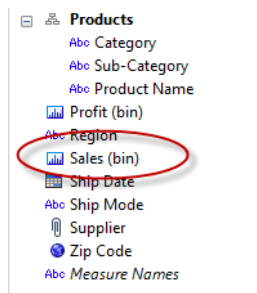 Products
Abc Category
Abc Sub-Category
Abc Product Name
Profit (bin)
Abc Region
Sales (bin)
Ship Date
Abc Ship Mode
Supplier
Zip Code
Abc Measure Names